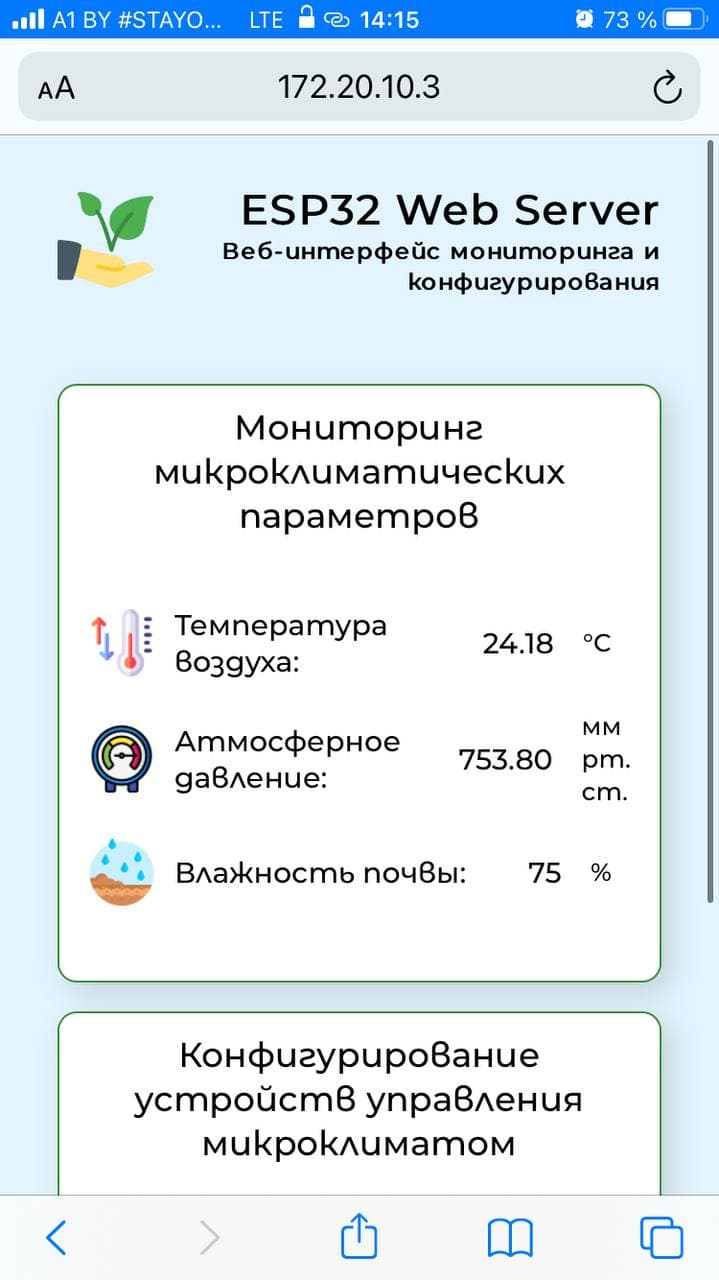 A1 BY #STAYO... LTE 14:15 73 %
AA 172.20.10.3
ESP32 Web Server
Веб-интерфейс мониторинга и
конфигурирования
Мониторинг
микроклиматических
параметров
Температура
воздуха:
24.18 °C
Атмосферное
давление:
753.80
мм
рт.
ст.
Влажность почвы: 75 %
Конфигурирование
устройств управления
микроклиматом